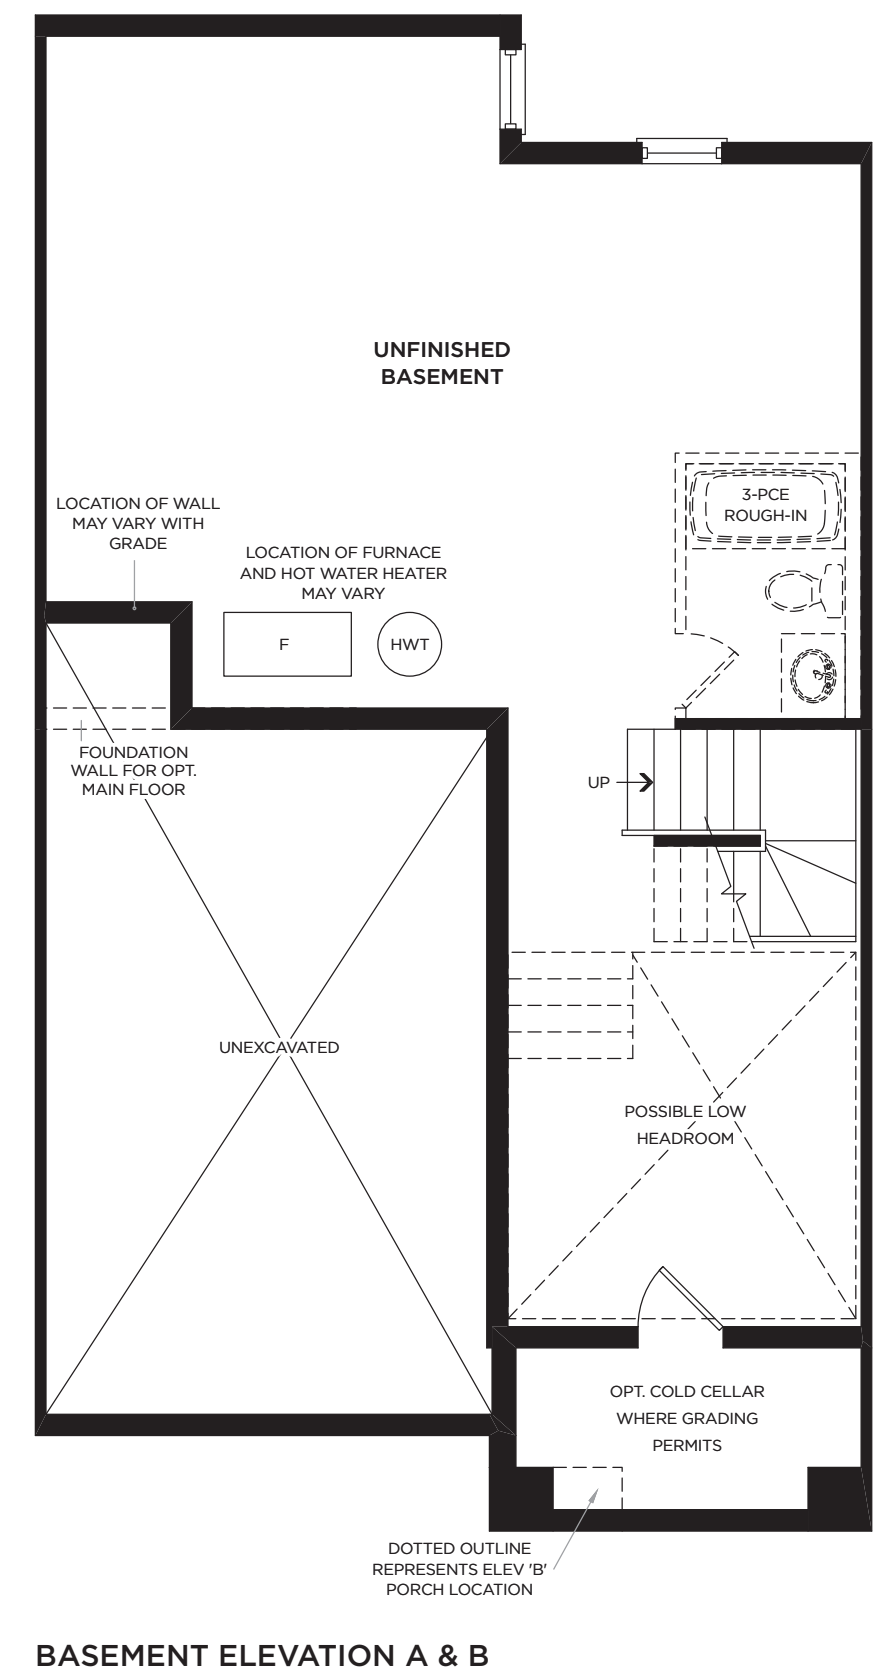 UNFINISHED
BASEMENT
3-PCE
ROUGH-IN
LOCATION OF WALL
MAY VARY WITH
GRADE
LOCATION OF FURNACE
AND HOT WATER HEATER
MAY VARY
F
HWT
FOUNDATION
WALL FOR OPT.
MAIN FLOOR
UP
UNEXCAVATED
POSSIBLE LOW
HEADROOM
OPT. COLD CELLAR
WHERE GRADING
PERMITS
DOTTED OUTLINE
REPRESENTS ELEV 'B'
PORCH LOCATION
BASEMENT ELEVATION A & B